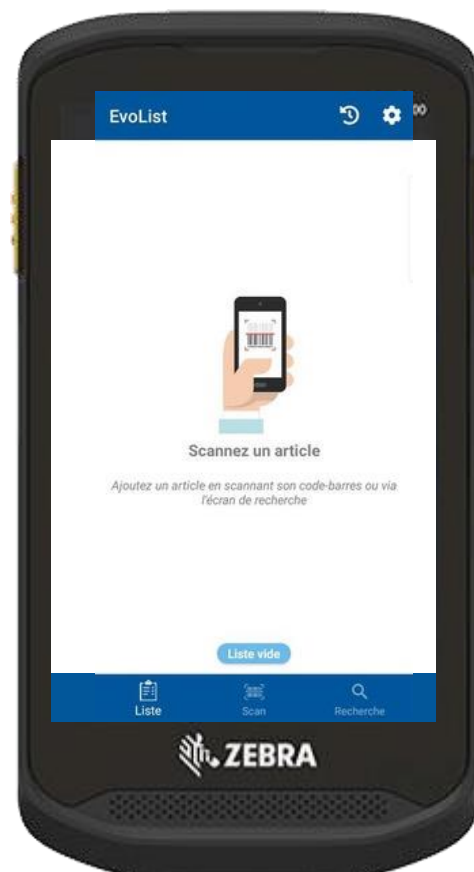 EvoList
00
Scannez un article
Ajoutez un article en scannant son code-barres ou via
l'écran de recherche
Liste vide
Liste
Scan
Recherche
ZEBRA